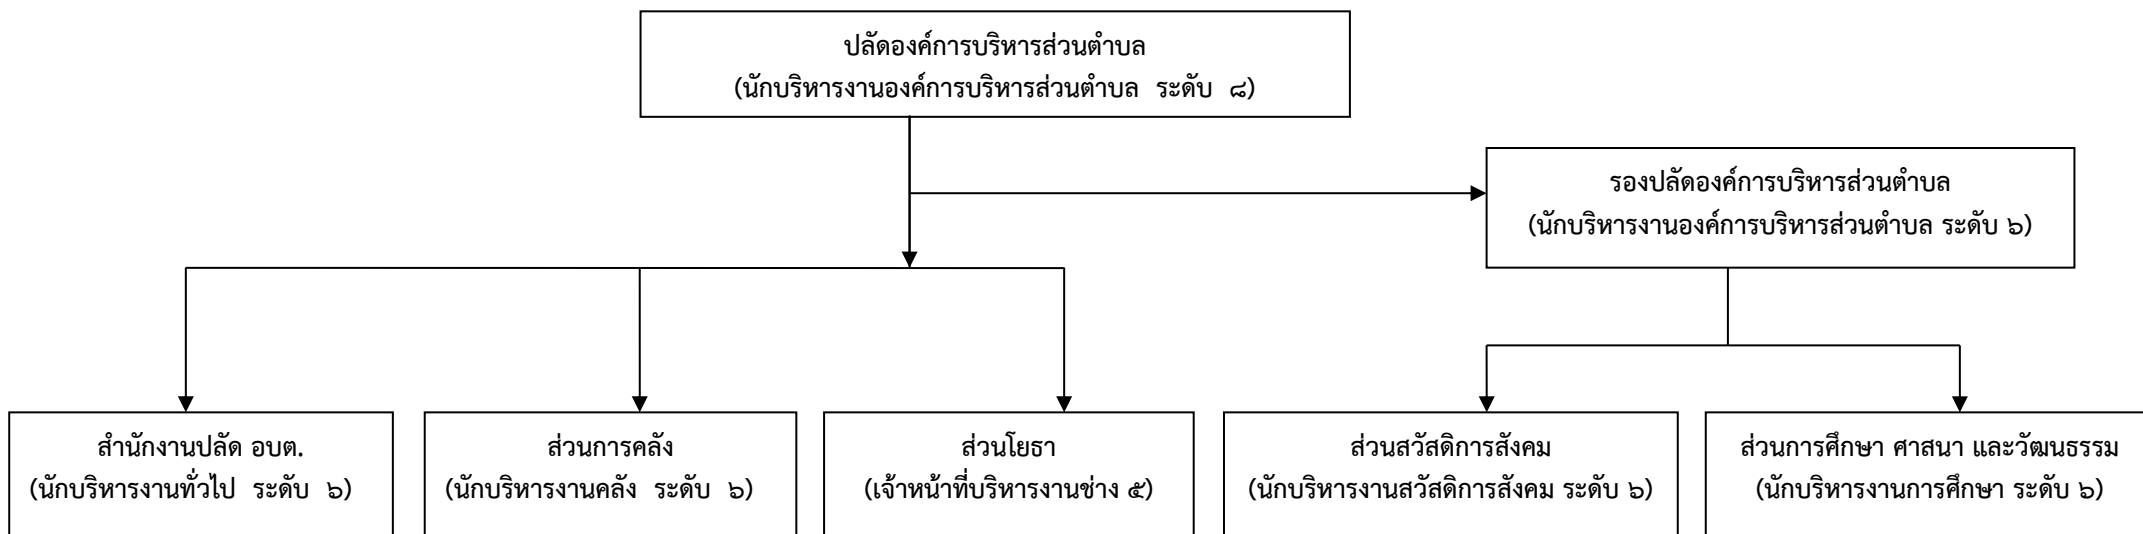 ปลัดองค์การบริหารส่วนตำบล
(นักบริหารงานองค์การบริหารส่วนตำบล ระดับ ๘)
รองปลัดองค์การบริหารส่วนตำบล
(นักบริหารงานองค์การบริหารส่วนตำบล ระดับ ๖)
สำนักงานปลัด อบต.
(นักบริหารงานทั่วไป ระดับ ๖)
ส่วนการคลัง
(นักบริหารงานคลัง ระดับ ๖)
ส่วนโยธา
(เจ้าหน้าที่บริหารงานช่าง ๕)
ส่วนสวัสดิการสังคม
(นักบริหารงานสวัสดิการสังคม ระดับ ๖)
ส่วนการศึกษา ศาสนา และวัฒนธรรม
(นักบริหารงานการศึกษา ระดับ ๖)